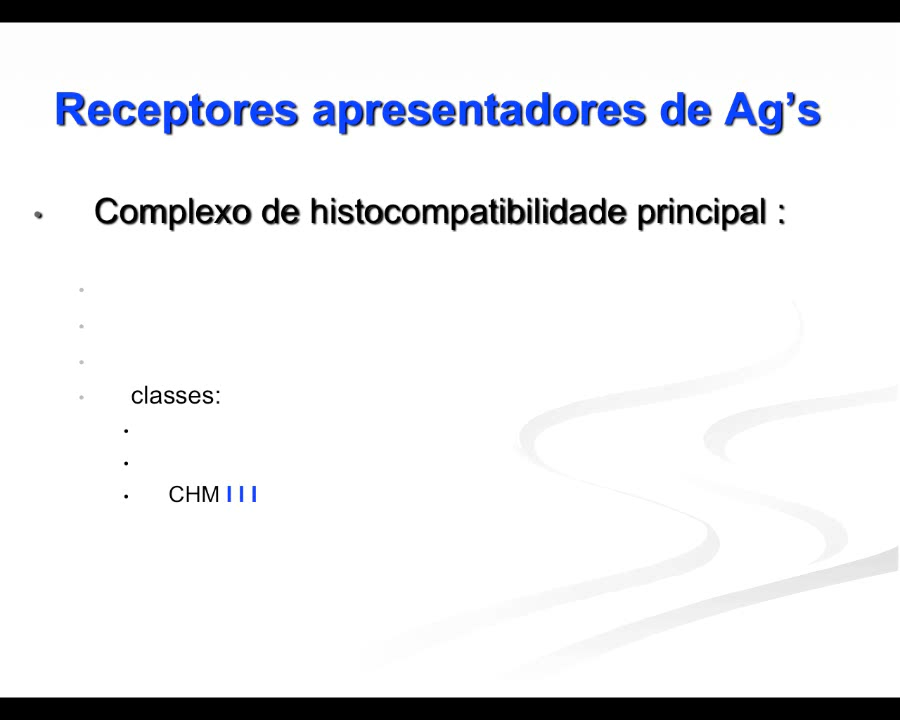 Receptores apresentadores de Ag’s
• Complexo de histocompatibilidade principal :
•
•
•
• classes:
•
•
• CHM I I I